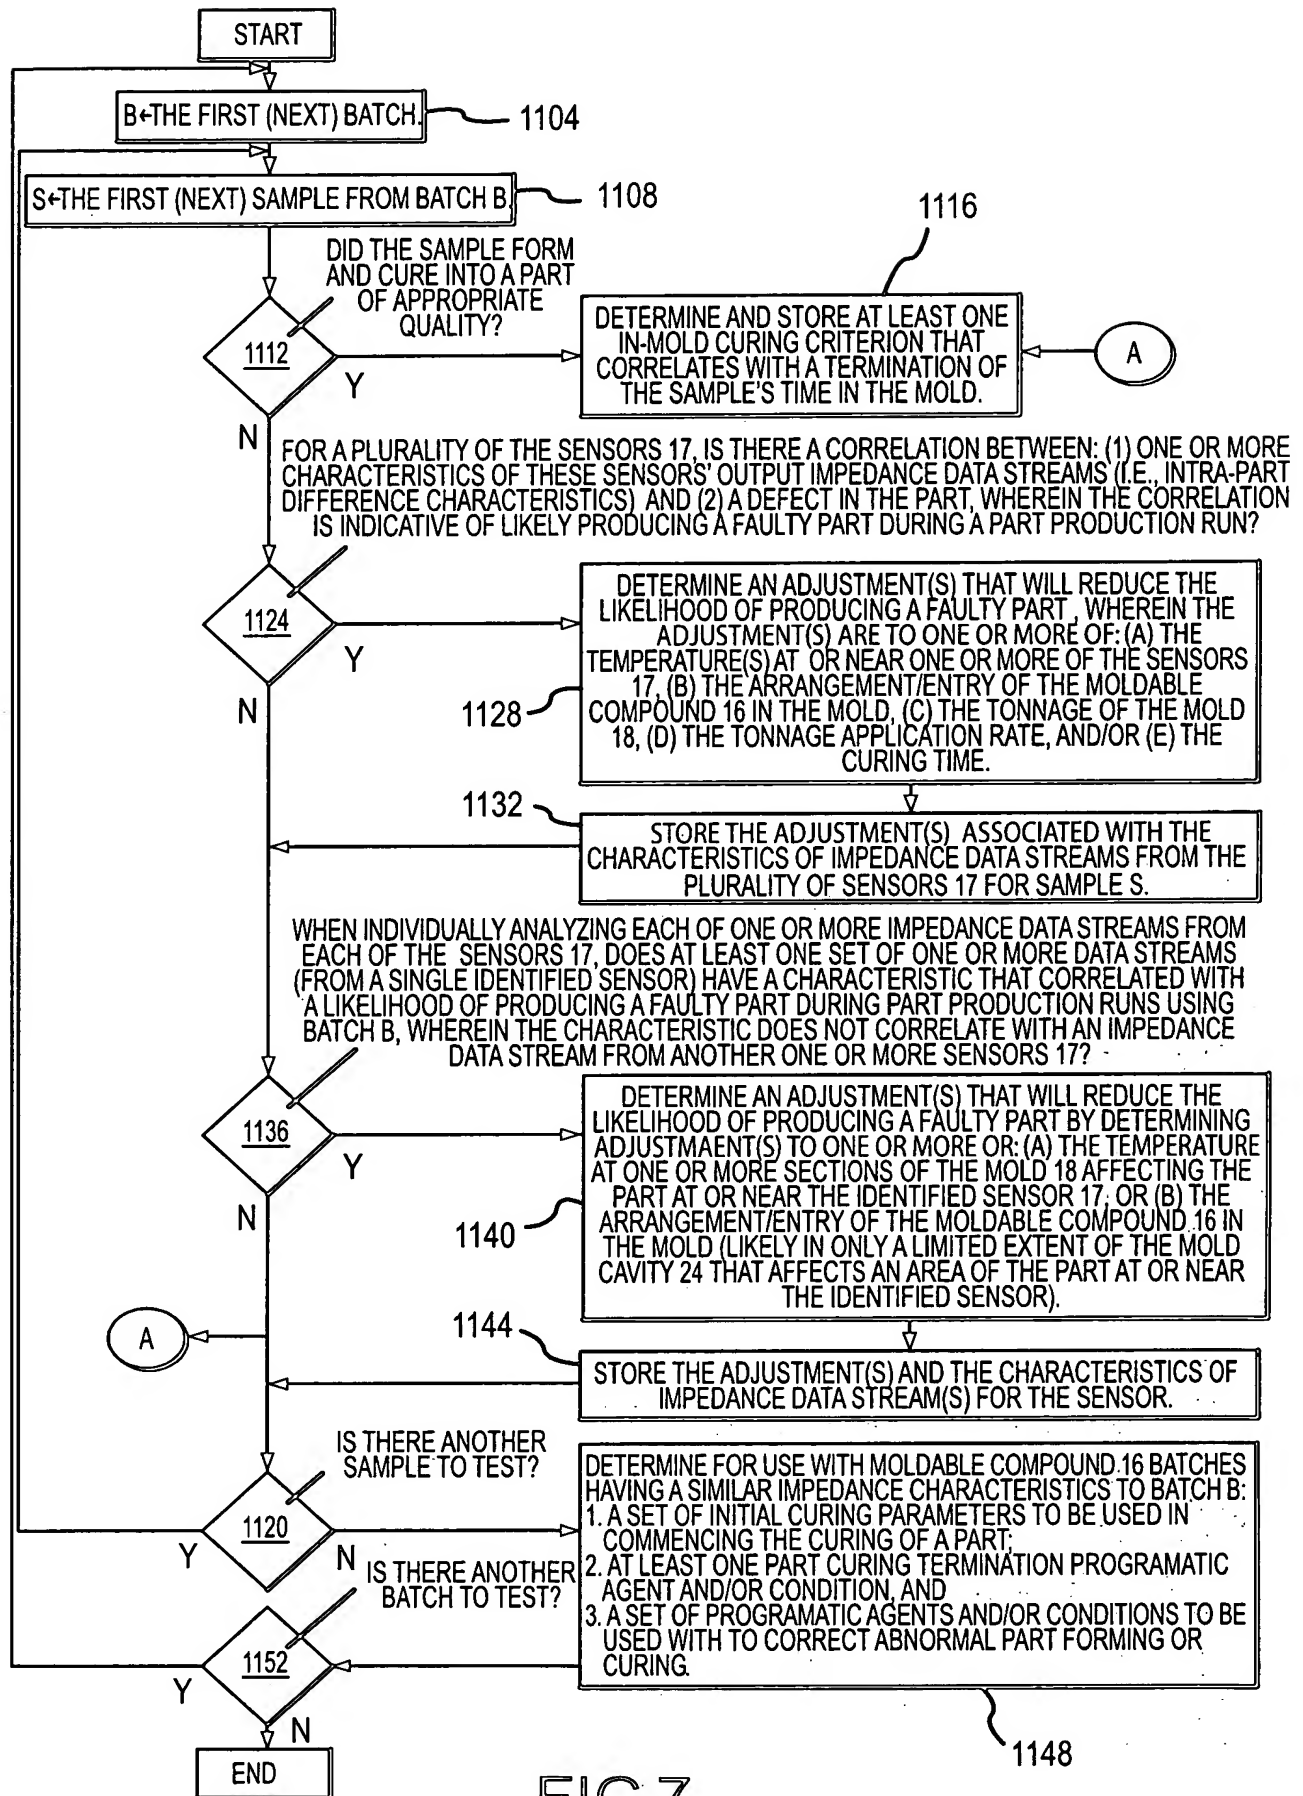 START
B←THE FIRST (NEXT) BATCH.
1104
S←THE FIRST (NEXT) SAMPLE FROM BATCH B
1108
1116
DID THE SAMPLE FORM
AND CURE INTO A PART
OF APPROPRIATE
QUALITY?
1112
Y
N
DETERMINE AND STORE AT LEAST ONE
IN-MOLD CURING CRITERION THAT
CORRELATES WITH A TERMINATION OF
THE SAMPLE'S TIME IN THE MOLD.
A
FOR A PLURALITY OF THE SENSORS 17, IS THERE A CORRELATION BETWEEN: (1) ONE OR MORE
CHARACTERISTICS OF THESE SENSORS' OUTPUT IMPEDANCE DATA STREAMS (I.E., INTRA-PART
DIFFERENCE CHARACTERISTICS) AND (2) A DEFECT IN THE PART, WHEREIN THE CORRELATION
IS INDICATIVE OF LIKELY PRODUCING A FAULTY PART DURING A PART PRODUCTION RUN?
1124
Y
N
DETERMINE AN ADJUSTMENT(S) THAT WILL REDUCE THE
LIKELIHOOD OF PRODUCING A FAULTY PART , WHEREIN THE
ADJUSTMENT(S) ARE TO ONE OR MORE OF: (A) THE
TEMPERATURE(S) AT OR NEAR ONE OR MORE OF THE SENSORS
17, (B) THE ARRANGEMENT/ENTRY OF THE MOLDABLE
COMPOUND 16 IN THE MOLD, (C) THE TONNAGE OF THE MOLD
18, (D) THE TONNAGE APPLICATION RATE, AND/OR (E) THE
CURING TIME.
1128
1132
STORE THE ADJUSTMENT(S) ASSOCIATED WITH THE
CHARACTERISTICS OF IMPEDANCE DATA STREAMS FROM THE
PLURALITY OF SENSORS 17 FOR SAMPLE S.
WHEN INDIVIDUALLY ANALYZING EACH OF ONE OR MORE IMPEDANCE DATA STREAMS FROM
EACH OF THE SENSORS 17, DOES AT LEAST ONE SET OF ONE OR MORE DATA STREAMS
(FROM A SINGLE IDENTIFIED SENSOR) HAVE A CHARACTERISTIC THAT CORRELATED WITH
A LIKELIHOOD OF PRODUCING A FAULTY PART DURING PART PRODUCTION RUNS USING
BATCH B, WHEREIN THE CHARACTERISTIC DOES NOT CORRELATE WITH AN IMPEDANCE
DATA STREAM FROM ANOTHER ONE OR MORE SENSORS 17?
1136
Y
N
DETERMINE AN ADJUSTMENT(S) THAT WILL REDUCE THE
LIKELIHOOD OF PRODUCING A FAULTY PART BY DETERMINING
ADJUSTMAENT(S) TO ONE OR MORE OR: (A) THE TEMPERATURE
AT ONE OR MORE SECTIONS OF THE MOLD 18 AFFECTING THE
PART AT OR NEAR THE IDENTIFIED SENSOR 17, OR (B) THE
ARRANGEMENT/ENTRY OF THE MOLDABLE COMPOUND 16 IN
THE MOLD (LIKELY IN ONLY A LIMITED EXTENT OF THE MOLD
CAVITY 24 THAT AFFECTS AN AREA OF THE PART AT OR NEAR
THE IDENTIFIED SENSOR).
1140
A
1144
STORE THE ADJUSTMENT(S) AND THE CHARACTERISTICS OF
IMPEDANCE DATA STREAM(S) FOR THE SENSOR.
IS THERE ANOTHER
SAMPLE TO TEST?
1120
Y
N
DETERMINE FOR USE WITH MOLDABLE COMPOUND 16 BATCHES
HAVING A SIMILAR IMPEDANCE CHARACTERISTICS TO BATCH B:
1. A SET OF INITIAL CURING PARAMETERS TO BE USED IN
COMMENCING THE CURING OF A PART;
2. AT LEAST ONE PART CURING TERMINATION PROGRAMATIC
AGENT AND/OR CONDITION, AND
3. A SET OF PROGRAMATIC AGENTS AND/OR CONDITIONS TO BE
USED WITH TO CORRECT ABNORMAL PART FORMING OR
CURING.
IS THERE ANOTHER
BATCH TO TEST?
1152
Y
N
1148
END
FIG.7